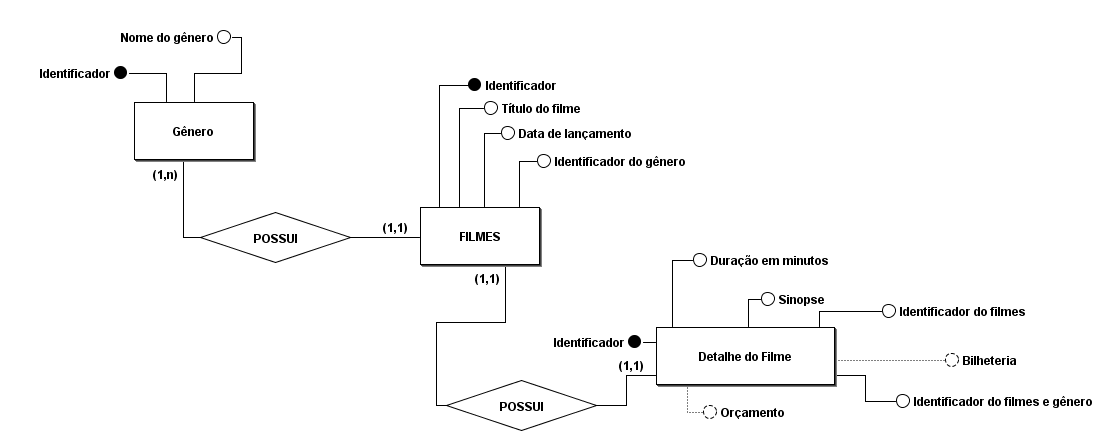 Nome do gênero
Identificador
Gênero
(1,n)
POSSUI
(1,1)
Identificador
Título do filme
Data de lançamento
Identificador do gênero
FILMES
(1,1)
POSSUI
(1,1)
Duração em minutos
Sinopse
Identificador do filmes
Identificador
Detalhe do Filme
Bilheteria
Identificador do filmes e gênero
Orçamento